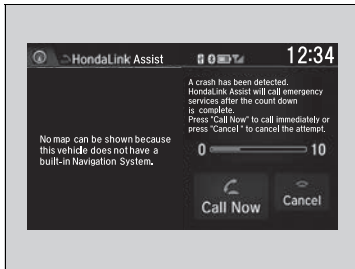 HondaLink Assist
12:34
No map can be shown because
this vehicle does not have a
built-in Navigation System.
A crash has been detected.
HondaLink Assist will call emergency
services after the count down
is complete.
Press "Call Now" to call immediately or
press "Cancel" to cancel the attempt.
0 10
Call Now
Cancel